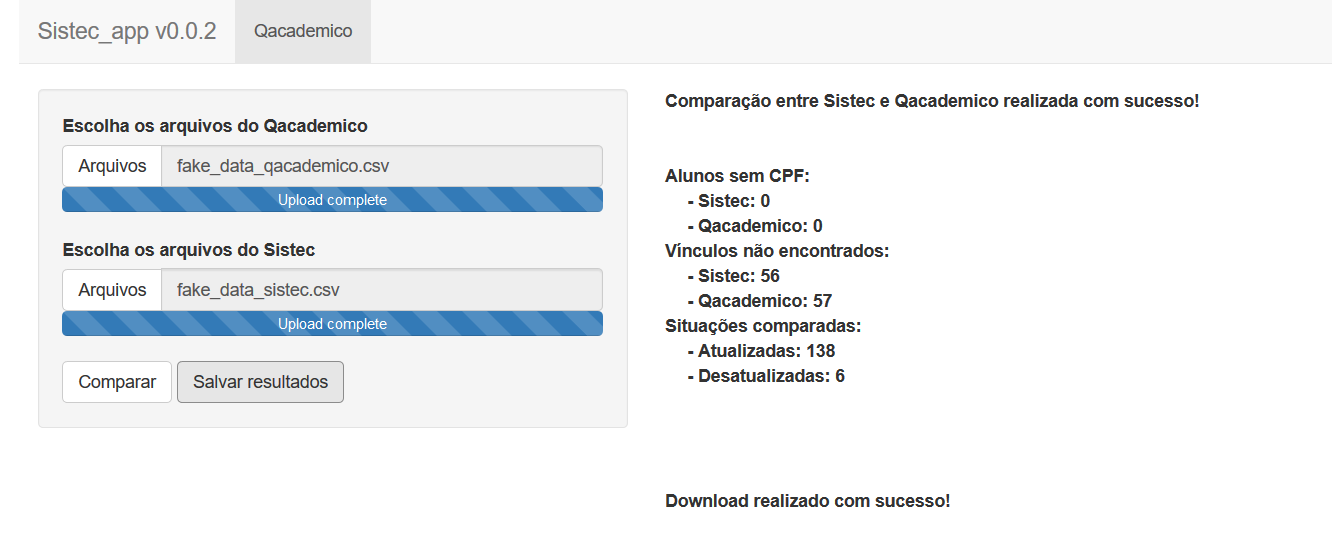 Sistec_app v0.0.2 Qacademico
Escolha os arquivos do Qacademico
Arquivos fake_data_qacademico.csv
Upload complete
Escolha os arquivos do Sistec
Arquivos fake_data_sistec.csv
Upload complete
Comparar Salvar resultados
Comparação entre Sistec e Qacademico realizada com sucesso!
Alunos sem CPF:
- Sistec: 0
- Qacademico: 0
Vínculos não encontrados:
- Sistec: 56
- Qacademico: 57
Situações comparadas:
- Atualizadas: 138
- Desatualizadas: 6
Download realizado com sucesso!